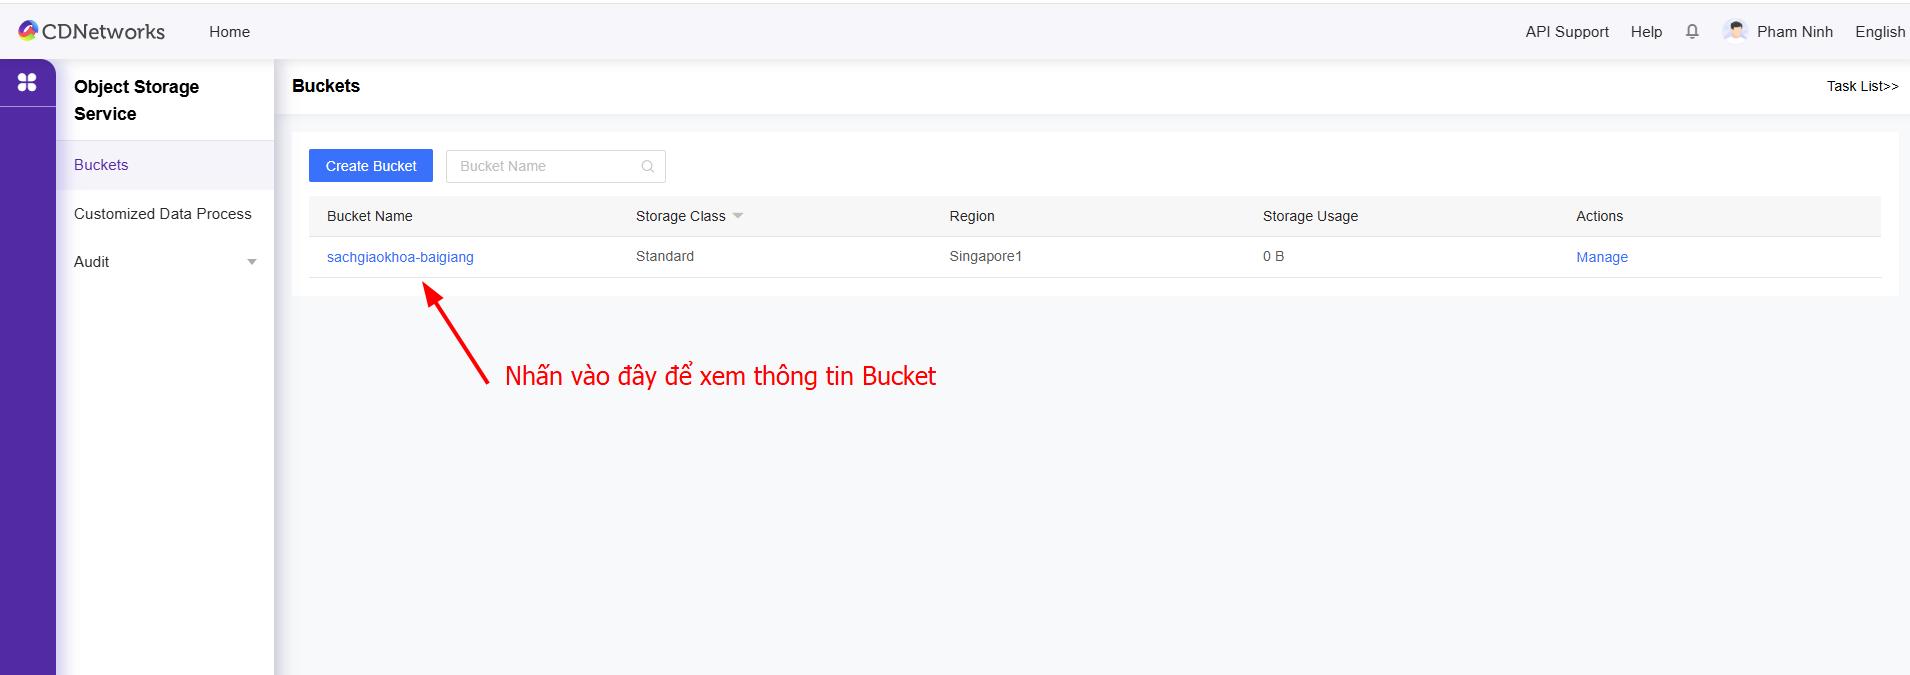 CDNetworks Home API Support Help Pham Ninh English
Object Storage Service
Buckets
Customized Data Process
Audit
Buckets Task List>>
Create Bucket Bucket Name
Bucket Name Storage Class Region Storage Usage Actions
sachgiaokhoa-baigiang Standard Singapore1 0 B Manage
Nhấn vào đây để xem thông tin Bucket